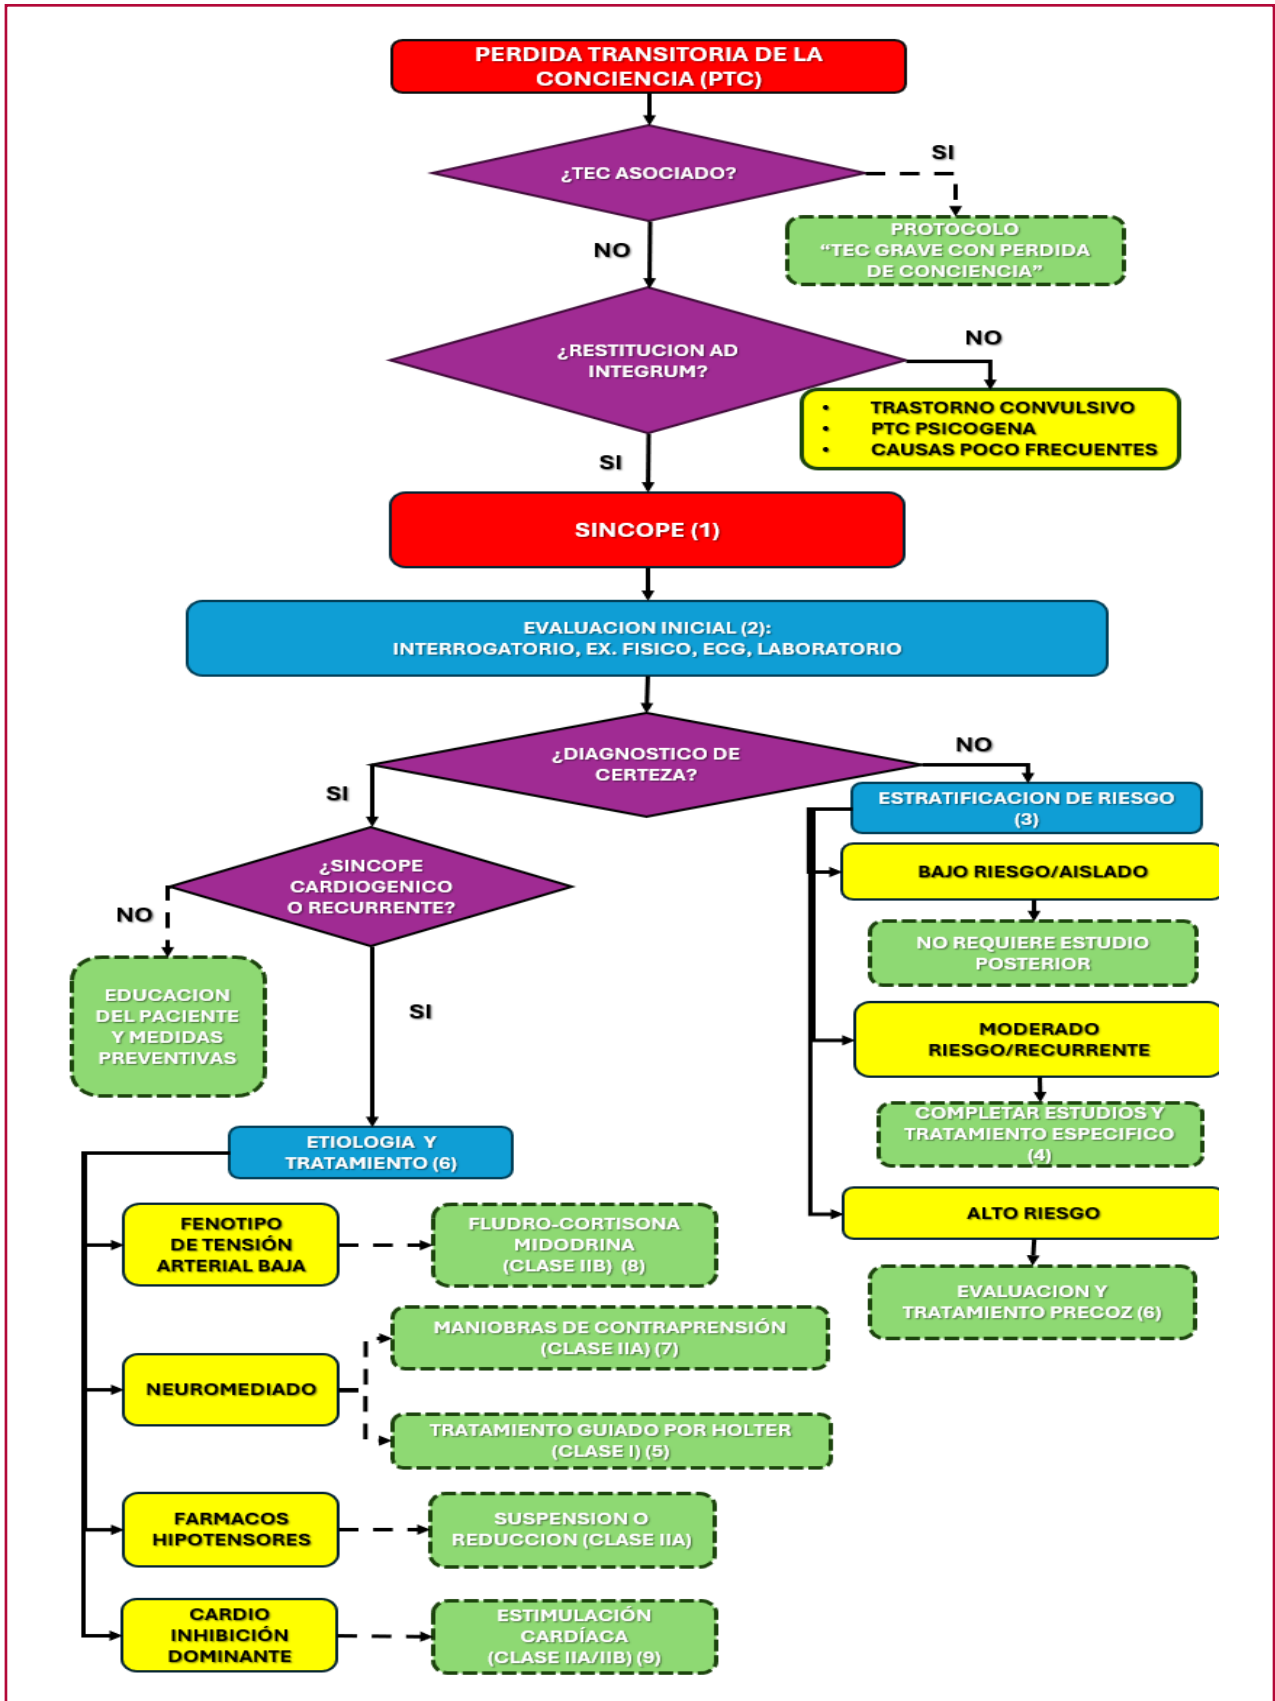 PERDIDA TRANSITORIA DE LA
CONCIENCIA (PTC)
¿TEC ASOCIADO?
SI
PROTOCOLO
“TEC GRAVE CON PERDIDA
DE CONCIENCIA”
NO
¿RESTITUCION AD
INTEGRUM?
NO
• TRASTORNO CONVULSIVO
• PTC PSICOGENA
• CAUSAS POCO FRECUENTES
SI
SINCOPE (1)
EVALUACION INICIAL (2):
INTERROGATORIO, EX. FISICO, ECG, LABORATORIO
¿DIAGNOSTICO DE
CERTEZA?
NO
SI
ESTRATIFICACION DE RIESGO
(3)
BAJO RIESGO/AISLADO
NO REQUIERE ESTUDIO
POSTERIOR
MODERADO
RIESGO/RECURRENTE
COMPLETAR ESTUDIOS Y
TRATAMIENTO ESPECIFICO
(4)
ALTO RIESGO
EVALUACION Y
TRATAMIENTO PRECOZ (6)
¿SINCOPE
CARDIOGENICO
O RECURRENTE?
NO
EDUCACION
DEL PACIENTE
Y MEDIDAS
PREVENTIVAS
SI
ETIOLOGIA Y
TRATAMIENTO (6)
FENOTIPO
DE TENSIÓN
ARTERIAL BAJA
FLUDRO-CORTISONA
MIDODRINA
(CLASE IIB) (8)
NEUROMEDIADO
MANIOBRAS DE CONTRAPRENSIÓN
(CLASE IIA) (7)
TRATAMIENTO GUIADO POR HOLTER
(CLASE I) (5)
FARMACOS
HIPOTENSORES
SUSPENSION O
REDUCCION (CLASE IIA)
CARDIO
INHIBICIÓN
DOMINANTE
ESTIMULACIÓN
CARDÍACA
(CLASE IIA/IIB) (9)